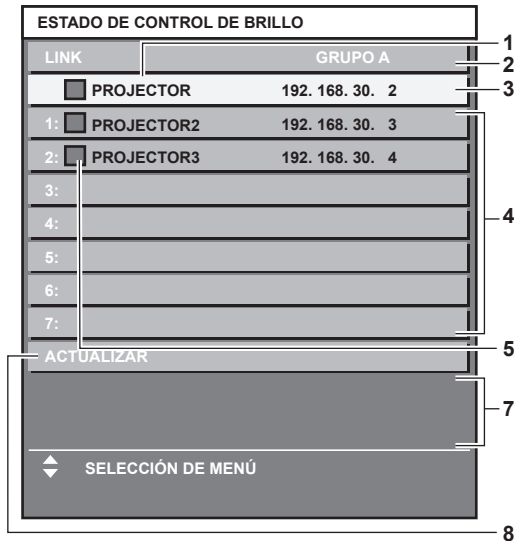 ESTADO DE CONTROL DE BRILLO
LINK GRUPO A
PROJECTOR 192. 168. 30. 2
1: PROJECTOR2 192. 168. 30. 3
2: PROJECTOR3 192. 168. 30. 4
3:
4:
5:
6:
7:
ACTUALIZAR
SELECCIÓN DE MENÚ
1
2
3
4
5
7
8